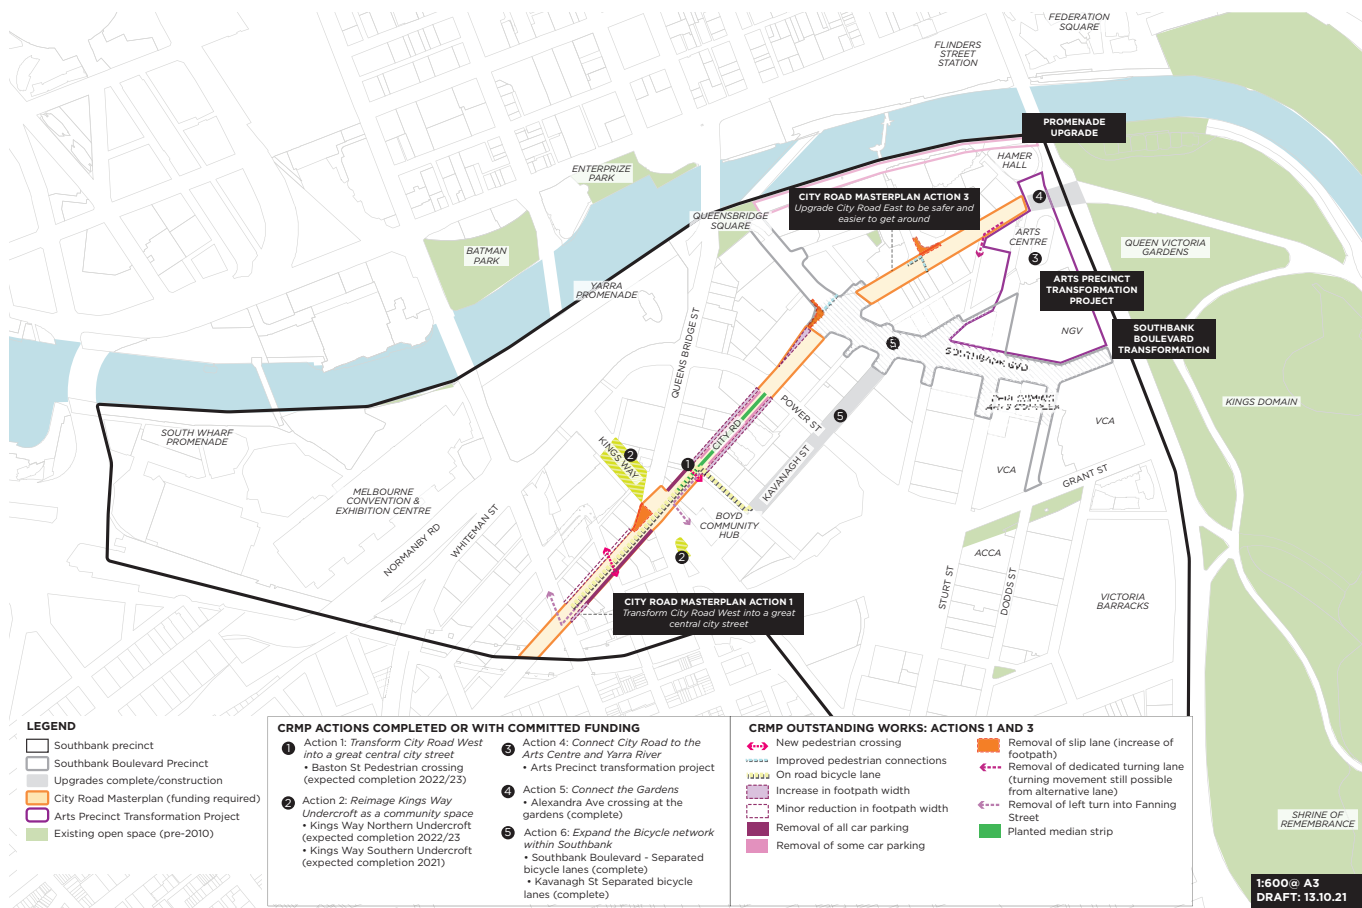 FEDERATION
SQUARE
FLINDERS
STREET
STATION
PROMENADE
UPGRADE
HAMER
HALL
ENTERPRIZE
PARK
CITY ROAD MASTERPLAN ACTION 3
Upgrade City Road East to be safer and
easier to get around
4
QUEENSBRIDGE
SQUARE
ARTS
CENTRE
3
QUEEN VICTORIA
GARDENS
BATMAN
PARK
YARRA
PROMENADE
ARTS PRECINCT
TRANSFORMATION
PROJECT
SOUTHBANK
BOULEVARD
TRANSFORMATION
NGV
QUEENS BRIDGE ST
5
SOUTHBANK BVD
KINGS DOMAIN
ARTS COMPLEX
5
POWER ST
CITY RD
VCA
SOUTH WHARF
PROMENADE
KINGS WAY
2
1
KAVANAGH ST
VCA
GRANT ST
MELBOURNE
CONVENTION &
EXHIBITION CENTRE
NORMANBY RD
WHITEMAN ST
BOYD
COMMUNITY
HUB
2
ACCA
STURT ST
DODDS ST
VICTORIA
BARRACKS
CITY ROAD MASTERPLAN ACTION 1
Transform City Road West into a great
central city street
SHRINE OF
REMEMBRANCE
LEGEND
Southbank precinct
Southbank Boulevard Precinct
Upgrades complete/construction
City Road Masterplan (funding required)
Arts Precinct Transformation Project
Existing open space (pre-2010)
CRMP ACTIONS COMPLETED OR WITH COMMITTED FUNDING
1 Action 1: Transform City Road West
into a great central city street
• Baston St Pedestrian crossing
(expected completion 2022/23)
2 Action 2: Reimage Kings Way
Undercroft as a community space
• Kings Way Northern Undercroft
(expected completion 2022/23
• Kings Way Southern Undercroft
(expected completion 2021)
3 Action 4: Connect City Road to the
Arts Centre and Yarra River
• Arts Precinct transformation project
4 Action 5: Connect the Gardens
• Alexandra Ave crossing at the
gardens (complete)
5 Action 6: Expand the Bicycle network
within Southbank
• Southbank Boulevard - Separated
bicycle lanes (complete)
• Kavanagh St Separated bicycle
lanes (complete)
CRMP OUTSTANDING WORKS: ACTIONS 1 AND 3
New pedestrian crossing
Improved pedestrian connections
On road bicycle lane
Increase in footpath width
Minor reduction in footpath width
Removal of all car parking
Removal of some car parking
Removal of slip lane (increase of
footpath)
Removal of dedicated turning lane
(turning movement still possible
from alternative lane)
Removal of left turn into Fanning
Street
Planted median strip
1:600@ A3
DRAFT: 13.10.21